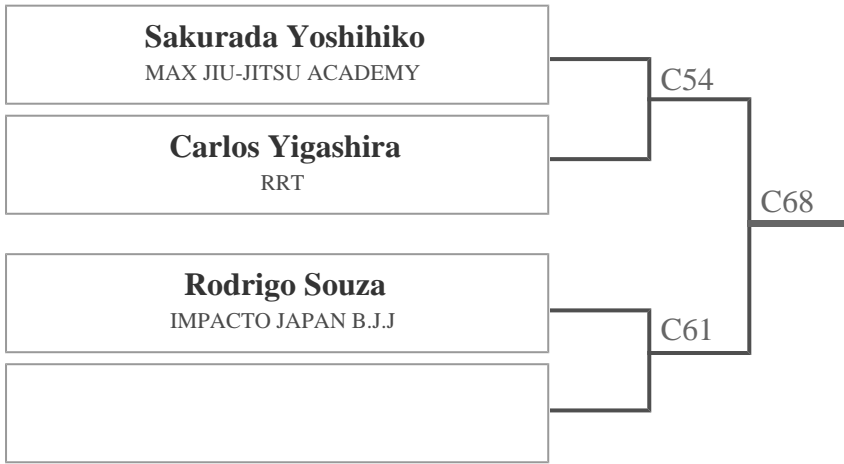 Sakurada Yoshihiko
MAX JIU-JITSU ACADEMY
C54
Carlos Yigashira
RRT
C68
Rodrigo Souza
IMPACTO JAPAN B.J.J
C61